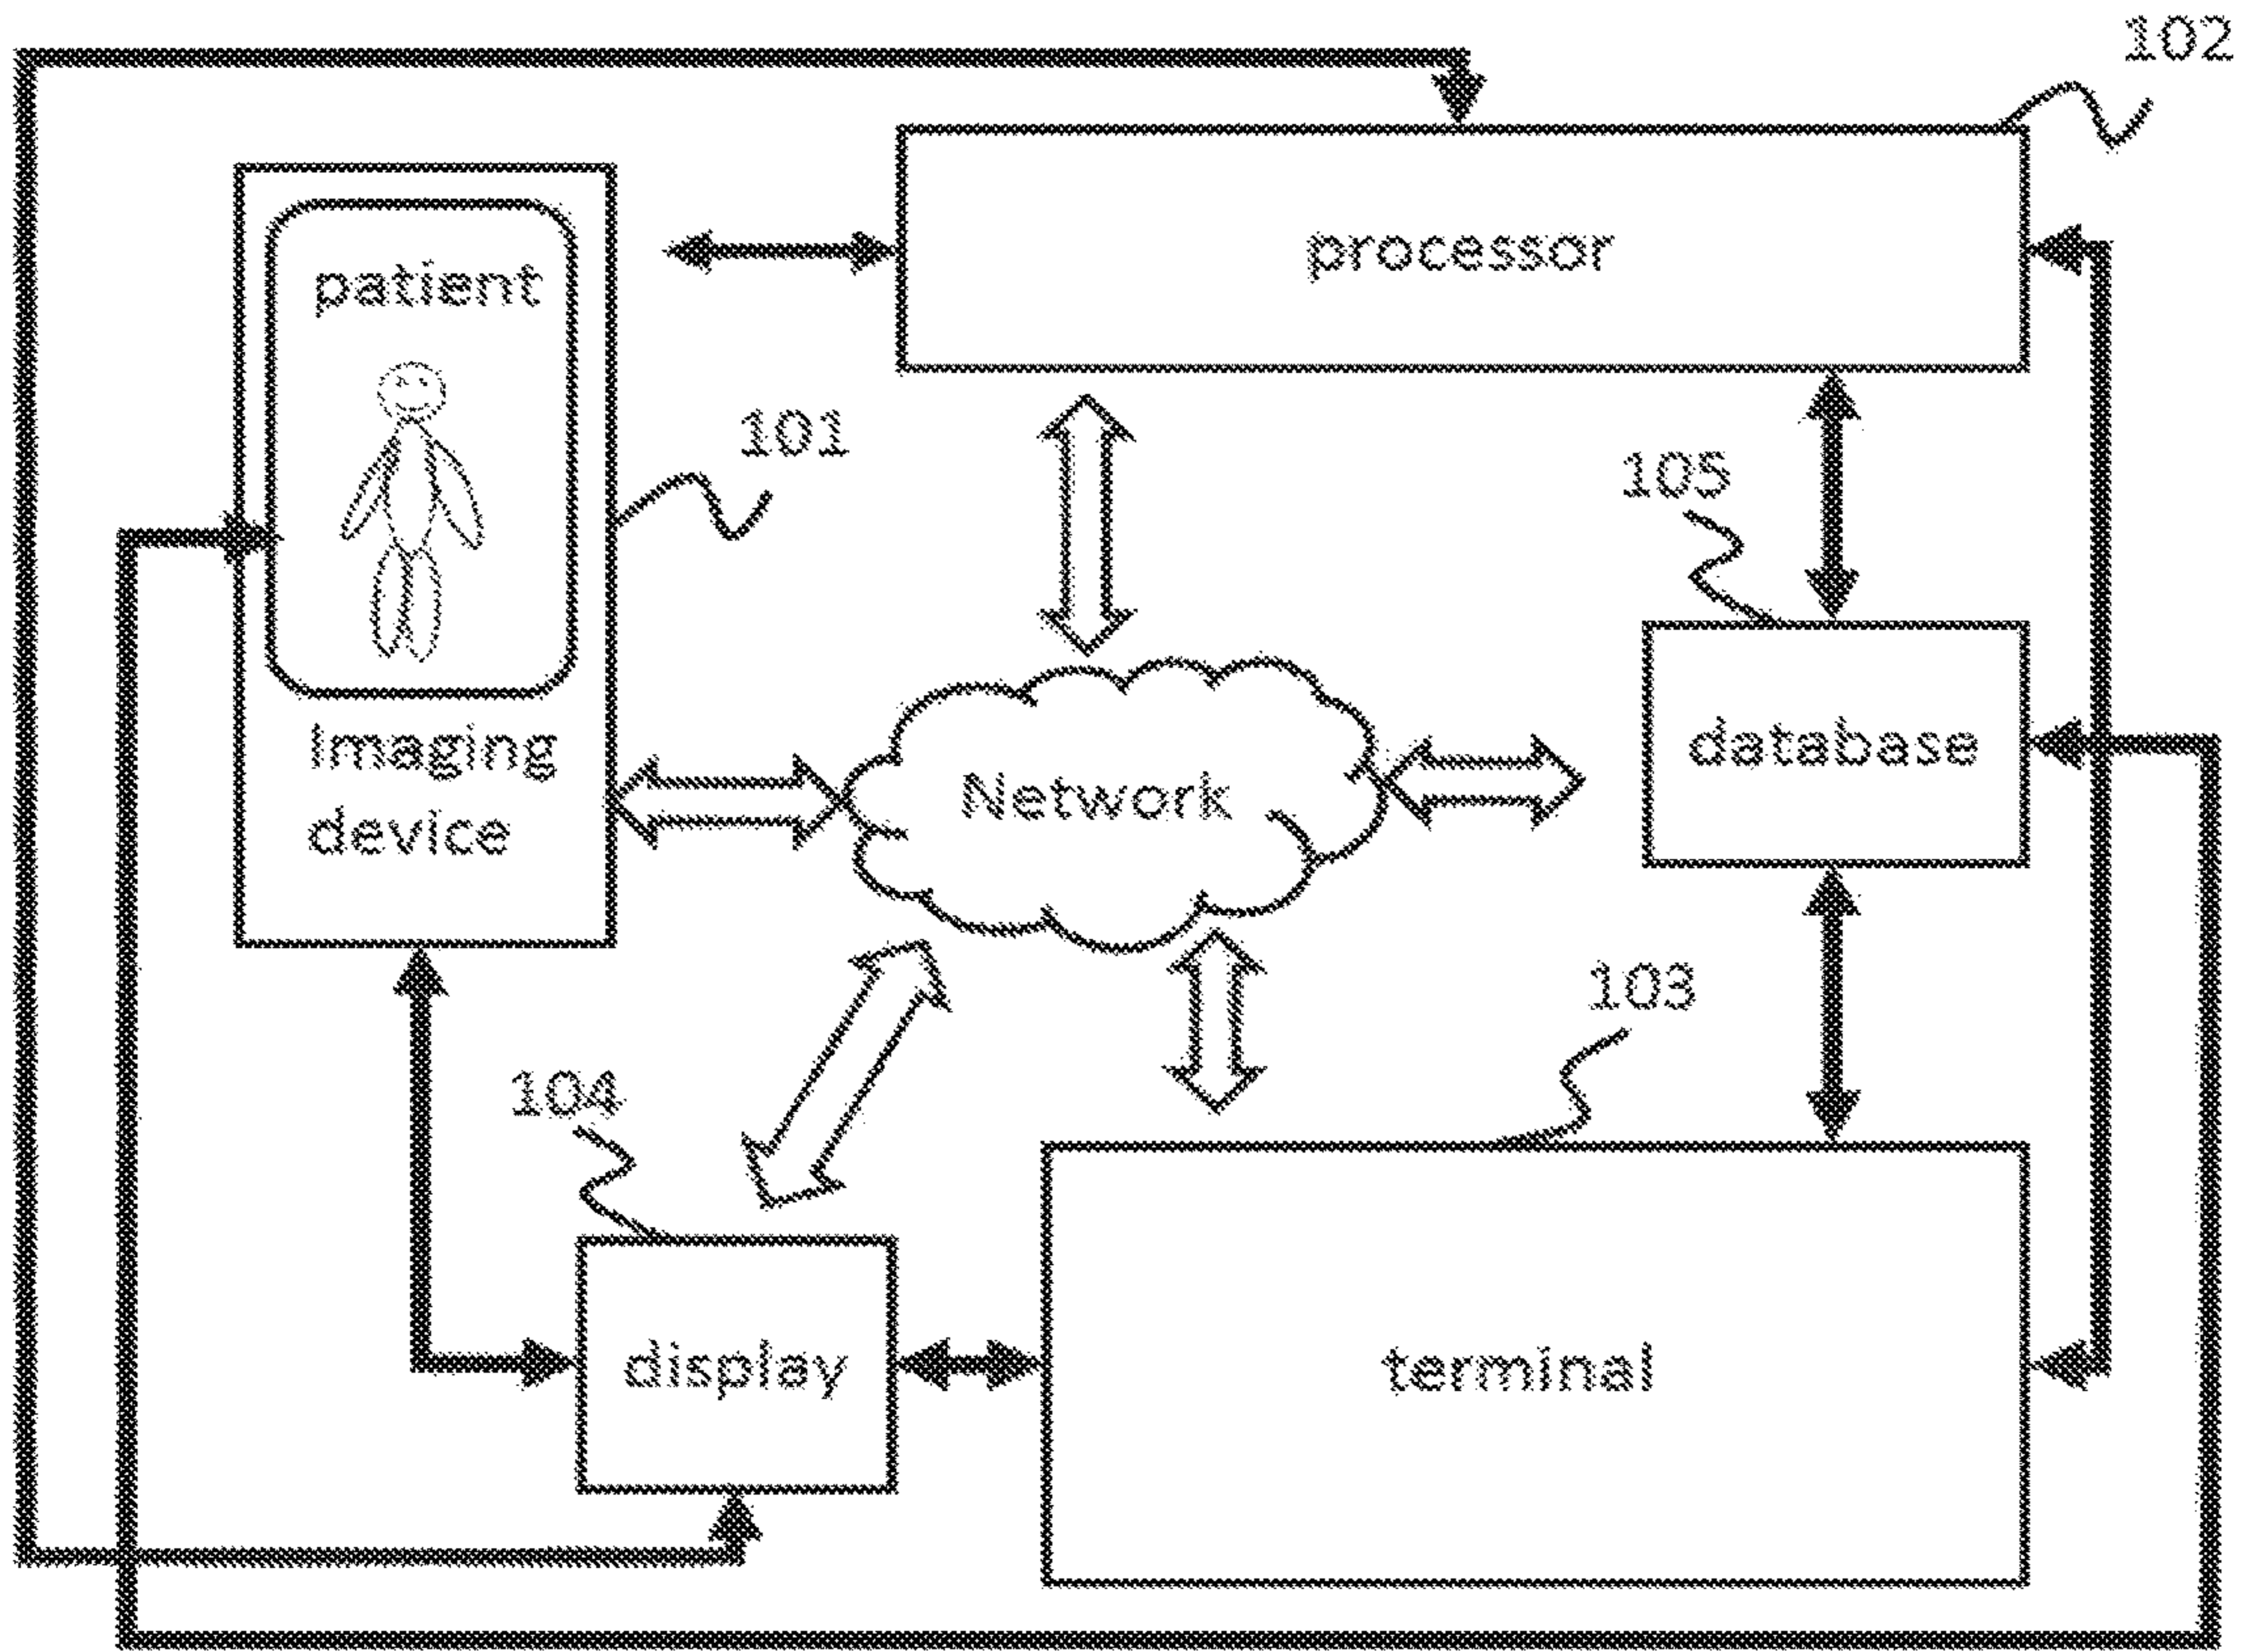 102
processor
patient
101
105
Imaging
device
Network
database
103
104
display
terminal